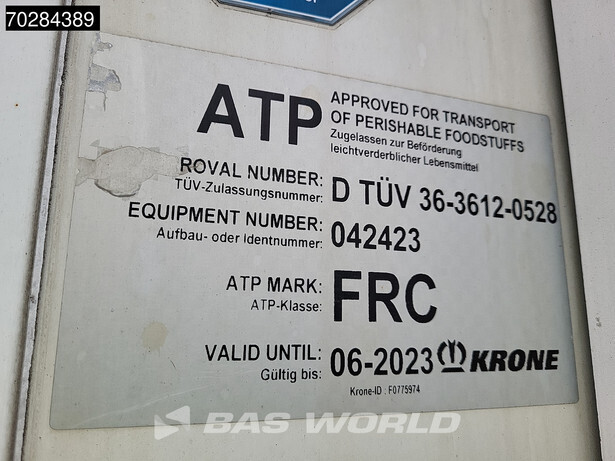 70284389
ATP
APPROVED FOR TRANSPORT
OF PERISHABLE FOODSTUFFS
Zugelassen zur Beförderung
leichtverderblicher Lebensmittel
ROVAL NUMBER:
TÜV-Zulassungsnummer:
D TÜV 36-3612-0528
EQUIPMENT NUMBER:
Aufbau- oder Identnummer:
042423
ATP MARK:
ATP-Klasse:
FRC
VALID UNTIL:
Gültig bis:
06-2023
KRONE
Krone-ID : F0775974
BAS WORLD